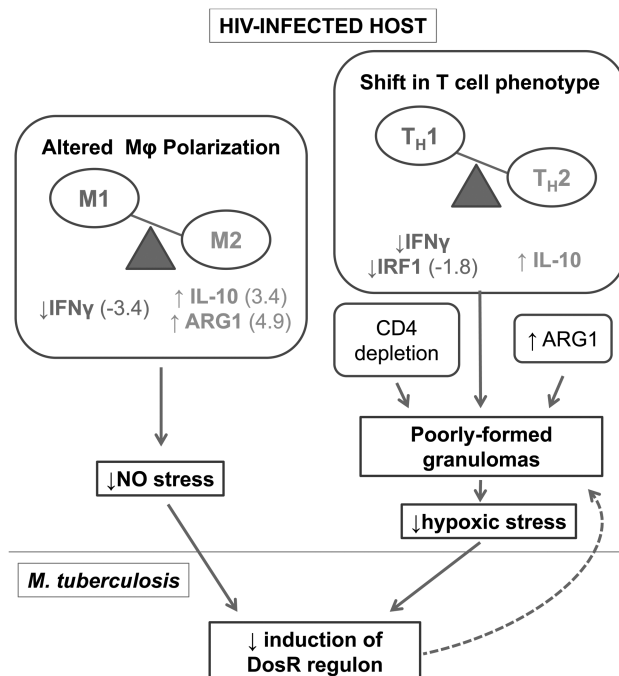 HIV-INFECTED HOST
Altered Mφ Polarization
M1
M2
↓IFNγ (-3.4)
↑ IL-10 (3.4)
↑ ARG1 (4.9)
Shift in T cell phenotype
TH1
TH2
↓IFNγ
↓IRF1 (-1.8)
↑ IL-10
CD4
depletion
↑ ARG1
Poorly-formed
granulomas
↓NO stress
↓hypoxic stress
M. tuberculosis
↓ induction of
DosR regulon